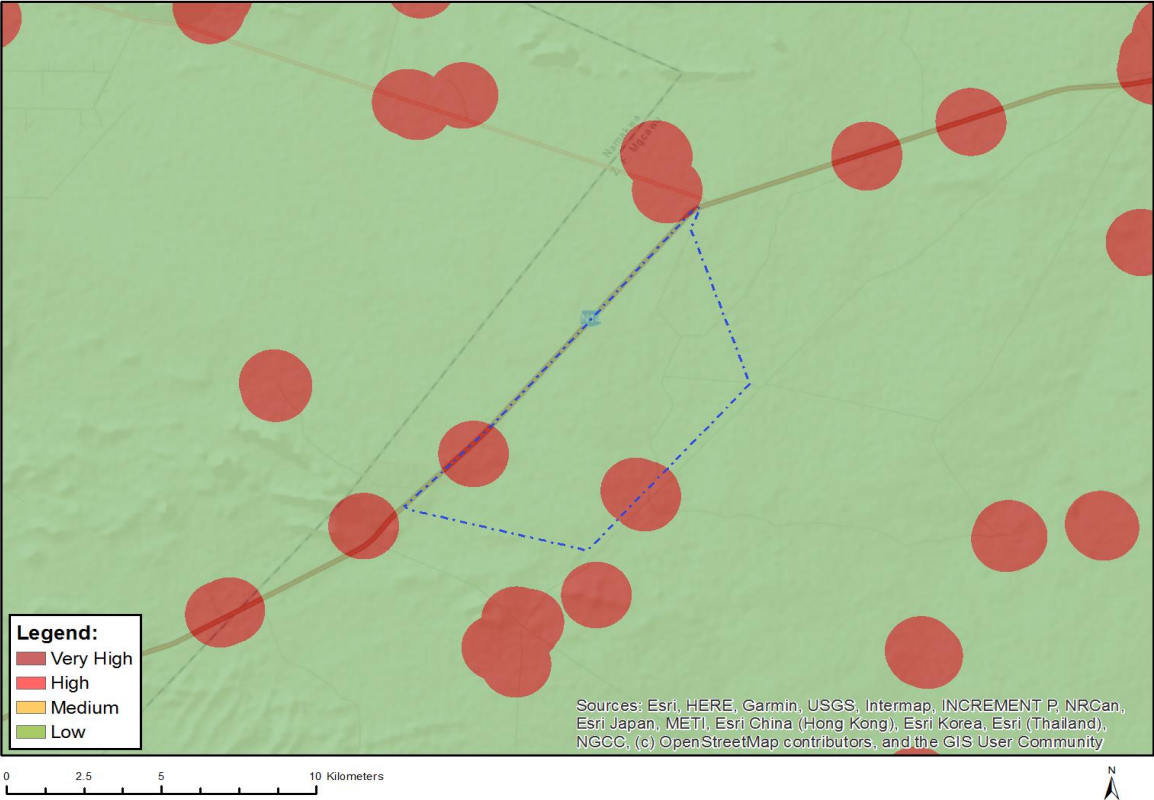 Namakwa
Z F Mgcawu
Legend:
Very High
High
Medium
Low
Sources: Esri, HERE, Garmin, USGS, Intermap, INCREMENT P, NRCan,
Esri Japan, METI, Esri China (Hong Kong), Esri Korea, Esri (Thailand),
NGCC, (c) OpenStreetMap contributors, and the GIS User Community
0 2.5 5 10 Kilometers
N